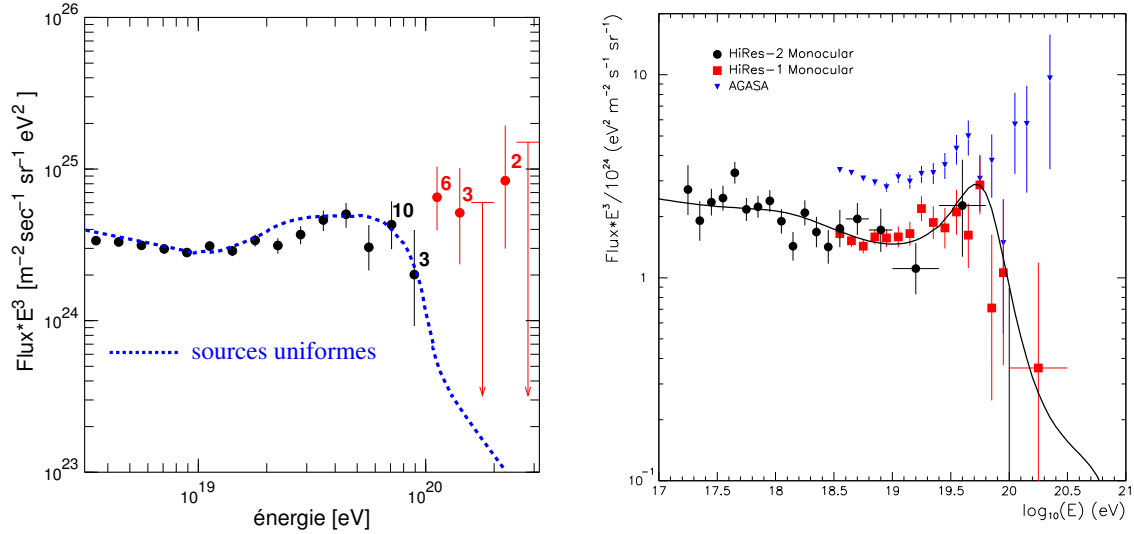 10^26
10^25
10^24
10^23
Flux*E^3 [m^-2 sec^-1 sr^-1 eV^2]
6
3
2
10
3
sources uniformes
10^19
10^20
énergie [eV]
Flux*E^3/10^24 (eV^2 m^-2 s^-1 sr^-1)
HiRes-2 Monocular
HiRes-1 Monocular
AGASA
10
1
10^-1
17
17.5
18
18.5
19
19.5
20
20.5
21
log_10(E) (eV)